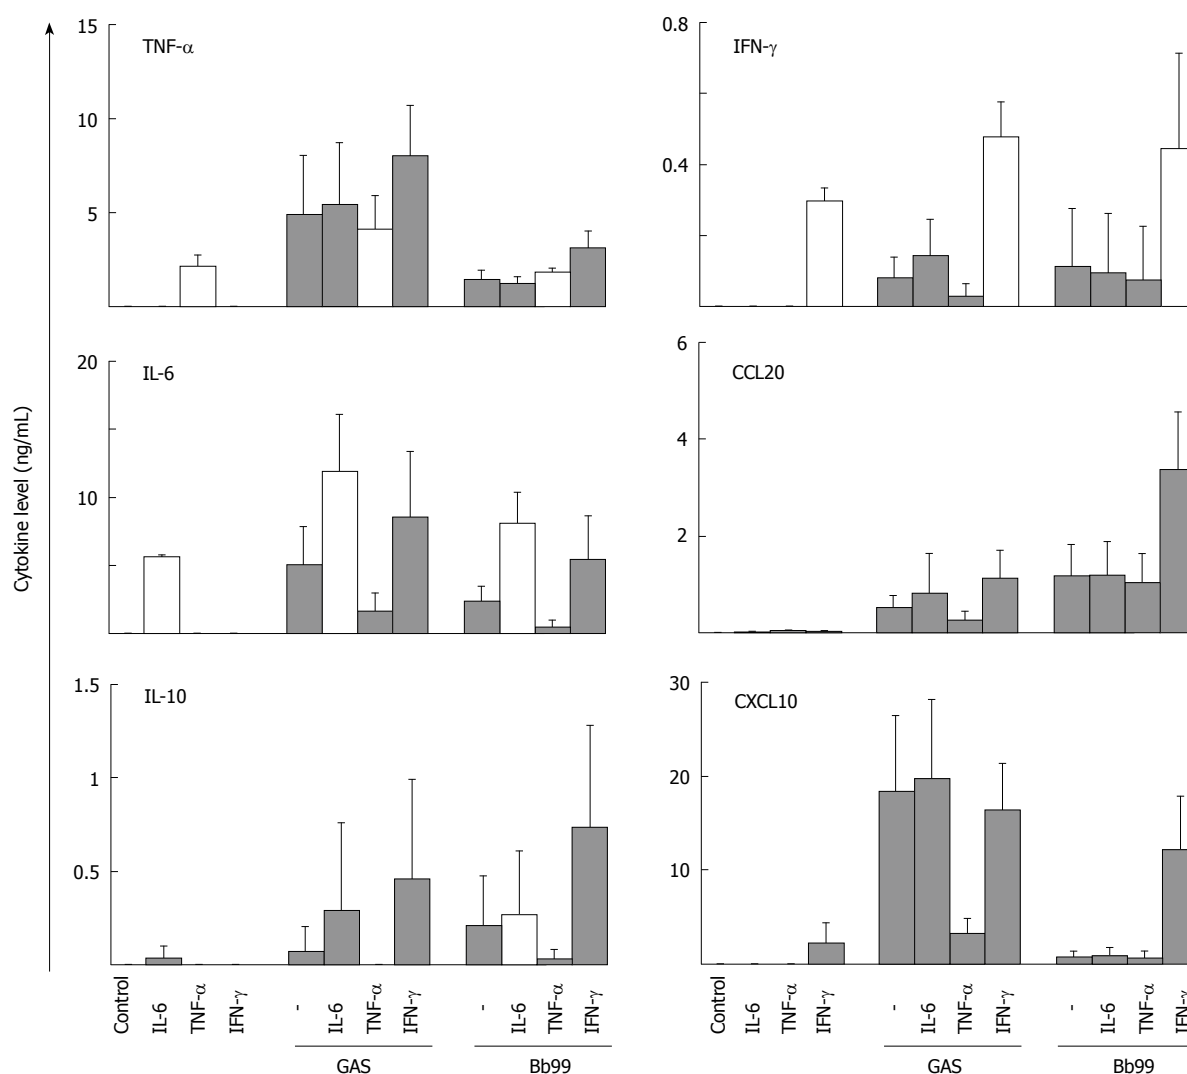 Cytokine level (ng/mL)
TNF-α
15
10
5
IFN-γ
0.8
0.4
IL-6
20
10
CCL20
6
4
2
IL-10
1.5
1
0.5
CXCL10
30
20
10
Control
IL-6
TNF-α
IFN-γ
-
IL-6
TNF-α
IFN-γ
-
IL-6
TNF-α
IFN-γ
GAS
Bb99
Control
IL-6
TNF-α
IFN-γ
-
IL-6
TNF-α
IFN-γ
-
IL-6
TNF-α
IFN-γ
GAS
Bb99